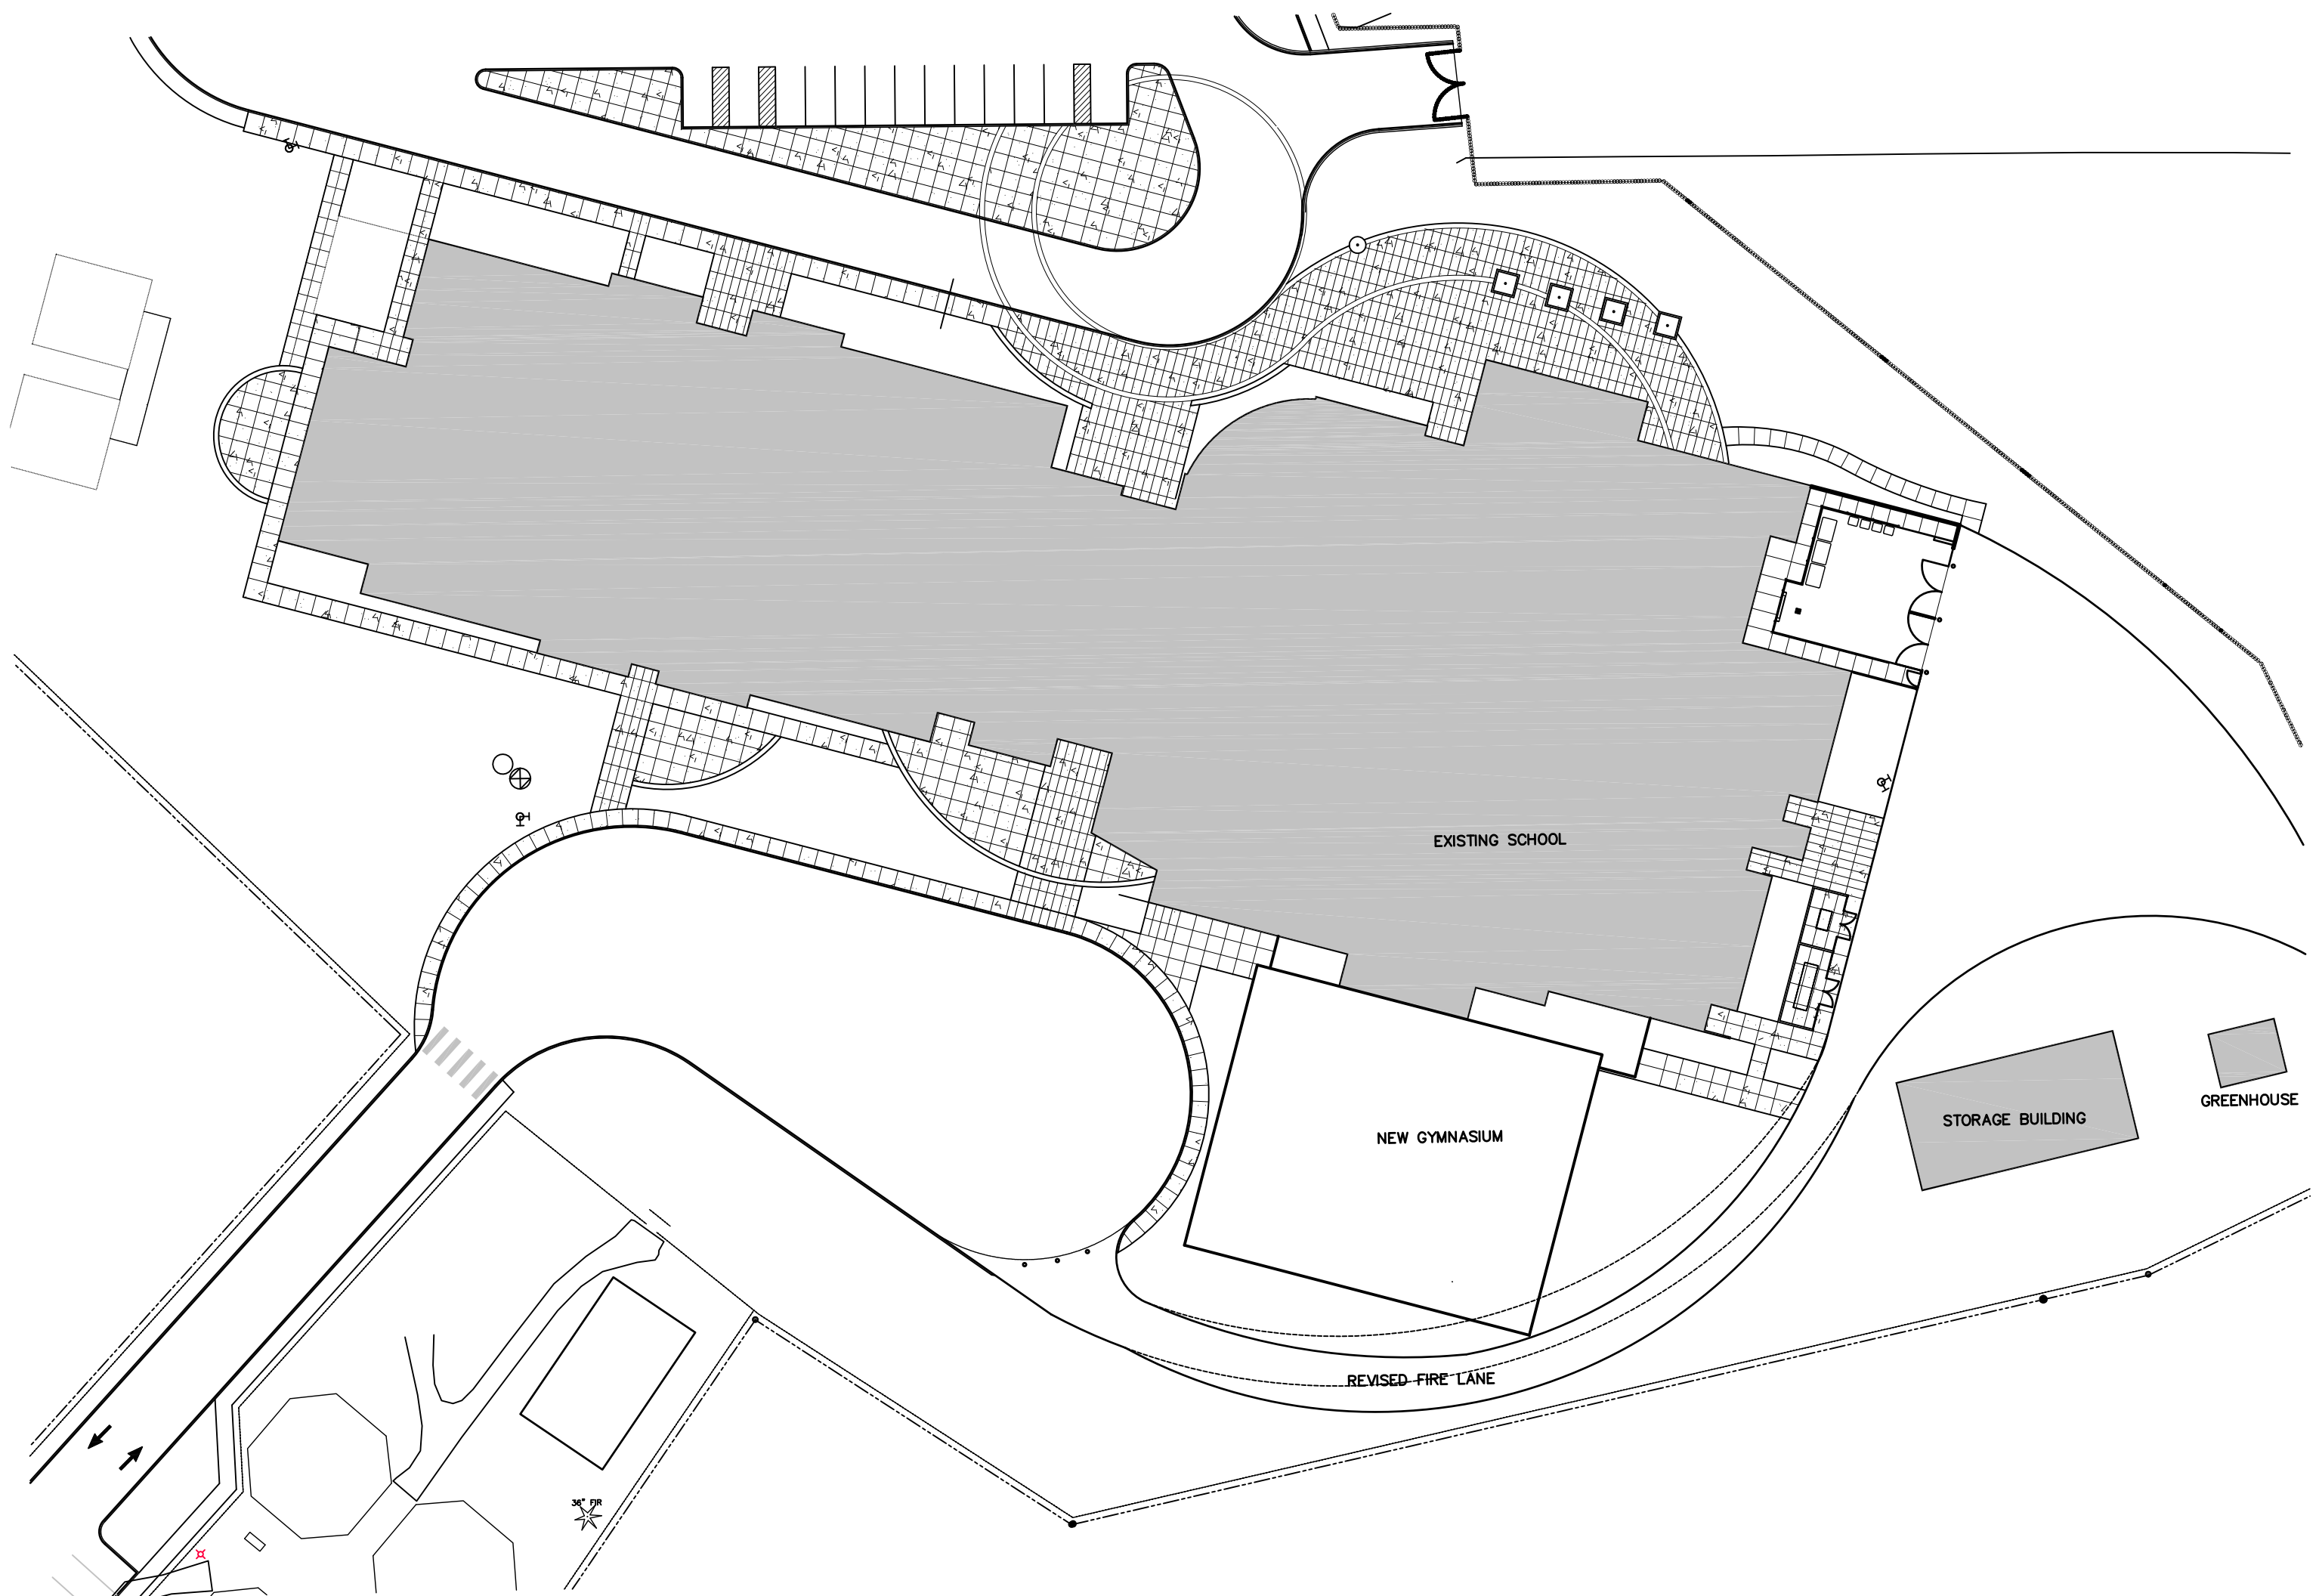 EXISTING SCHOOL
GREENHOUSE
STORAGE BUILDING
NEW GYMNASIUM
REVISED FIRE LANE
36" FIR